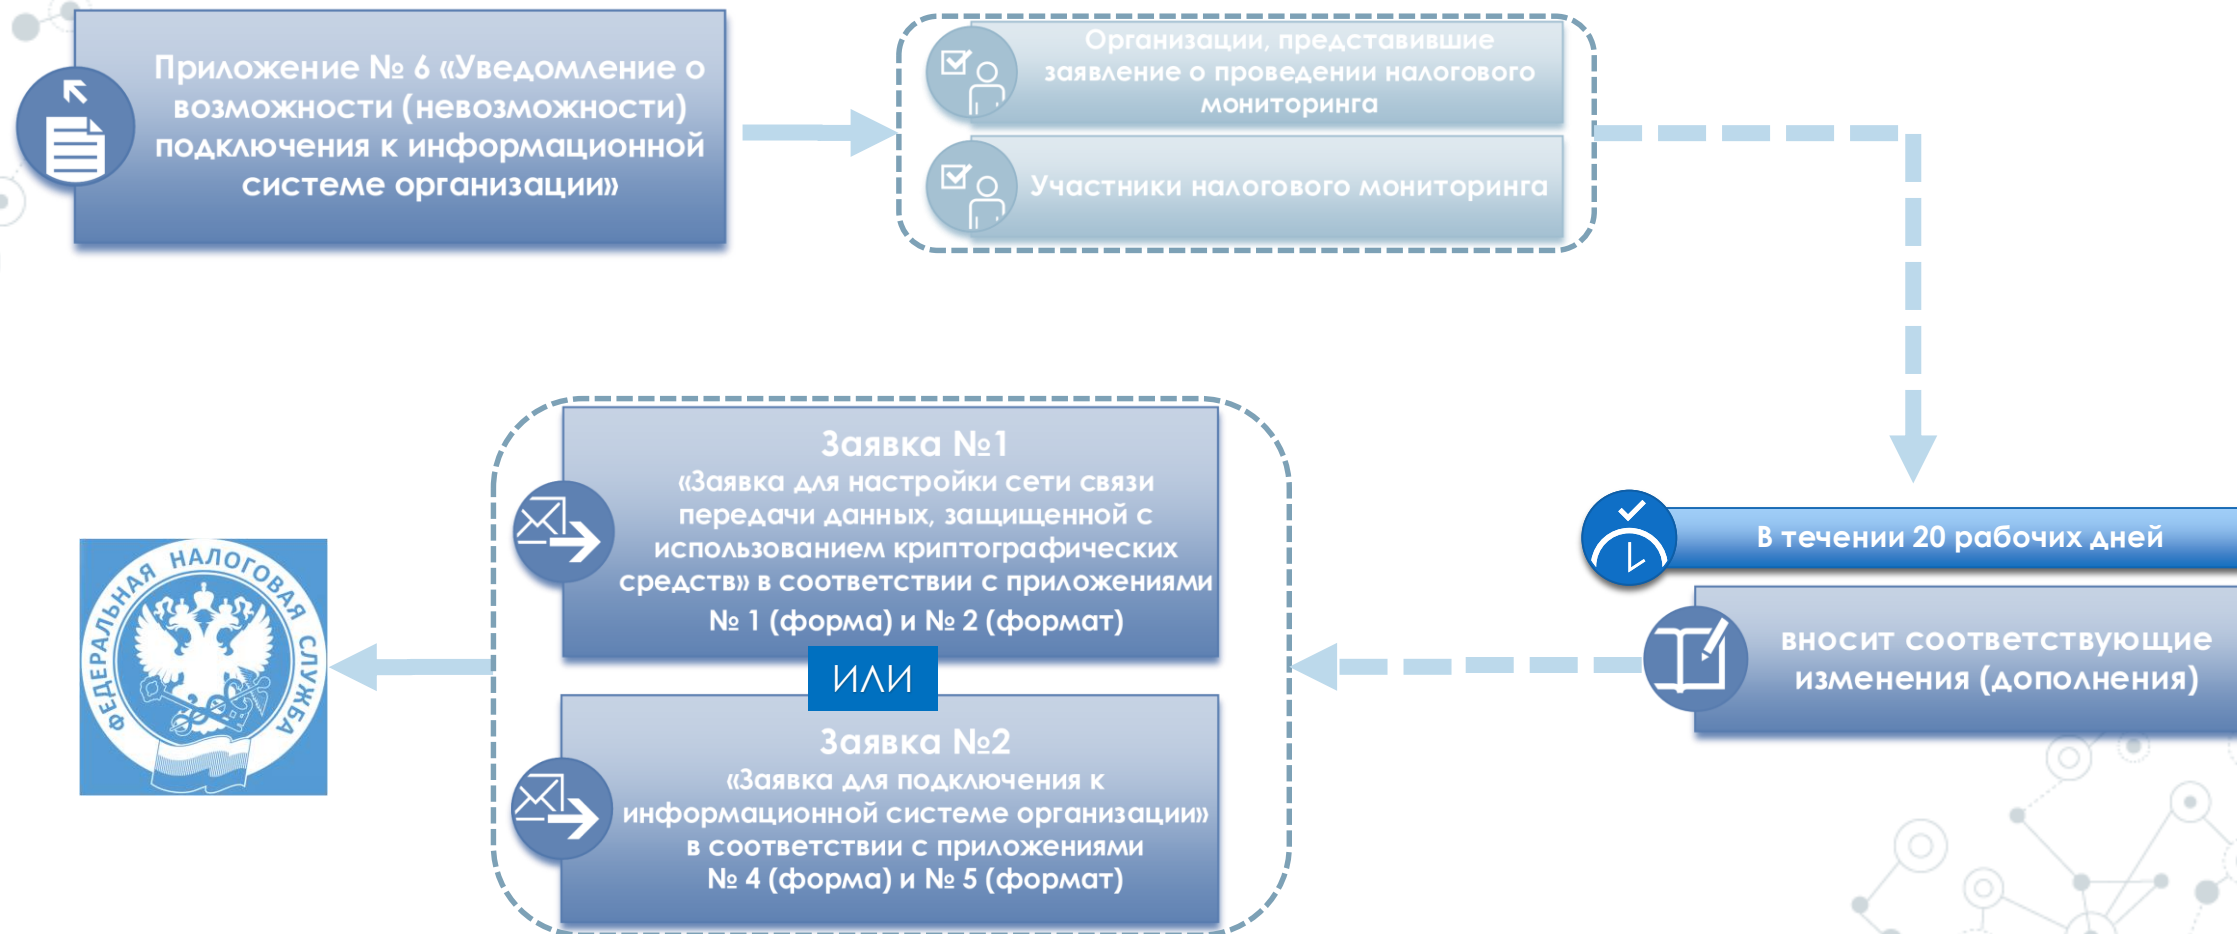 Приложение № 6 «Уведомление о
возможности (невозможности)
подключения к информационной
системе организации»
Организации, представившие
заявление о проведении налогового
мониторинга
Участники налогового мониторинга
В течении 20 рабочих дней
вносит соответствующие
изменения (дополнения)
Заявка №1
«Заявка для настройки сети связи
передачи данных, защищенной с
использованием криптографических
средств» в соответствии с приложениями
№ 1 (форма) и № 2 (формат)
ИЛИ
Заявка №2
«Заявка для подключения к
информационной системе организации»
в соответствии с приложениями
№ 4 (форма) и № 5 (формат)
ФЕДЕРАЛЬНАЯ НАЛОГОВАЯ СЛУЖБА